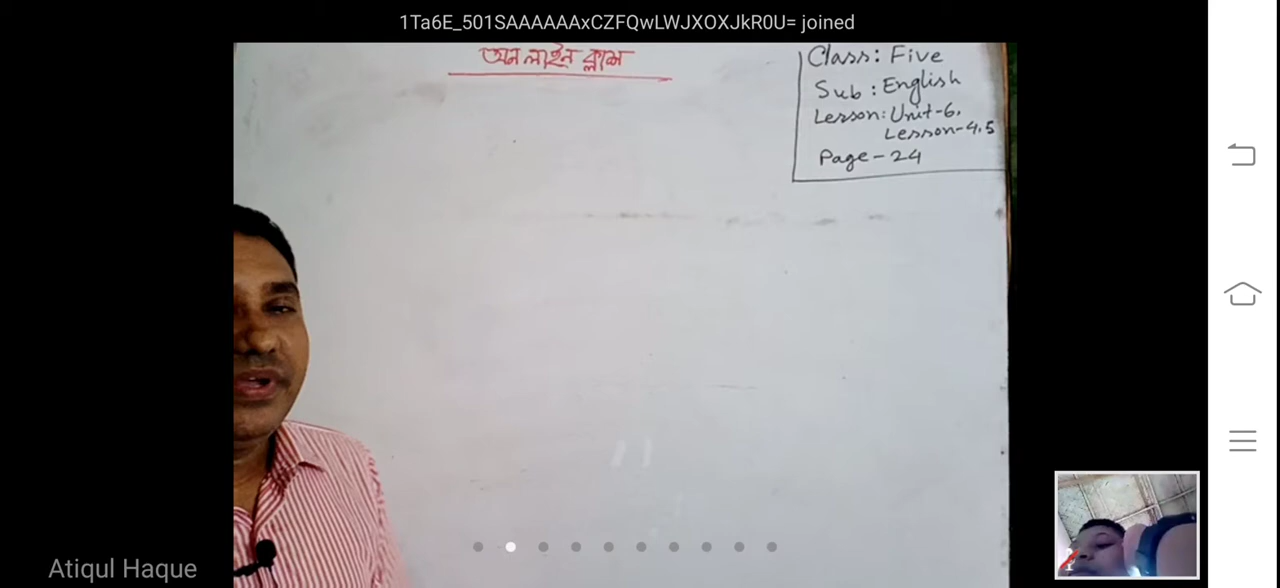 1Ta6E_501SAAAAAAxCZFQwLWJXOXJkR0U= joined
অন লাইন ক্লাশ
Class: Five
Sub: English
Lesson: Unit-6,
Lesson-4,5
Page-24
Atiqul Haque